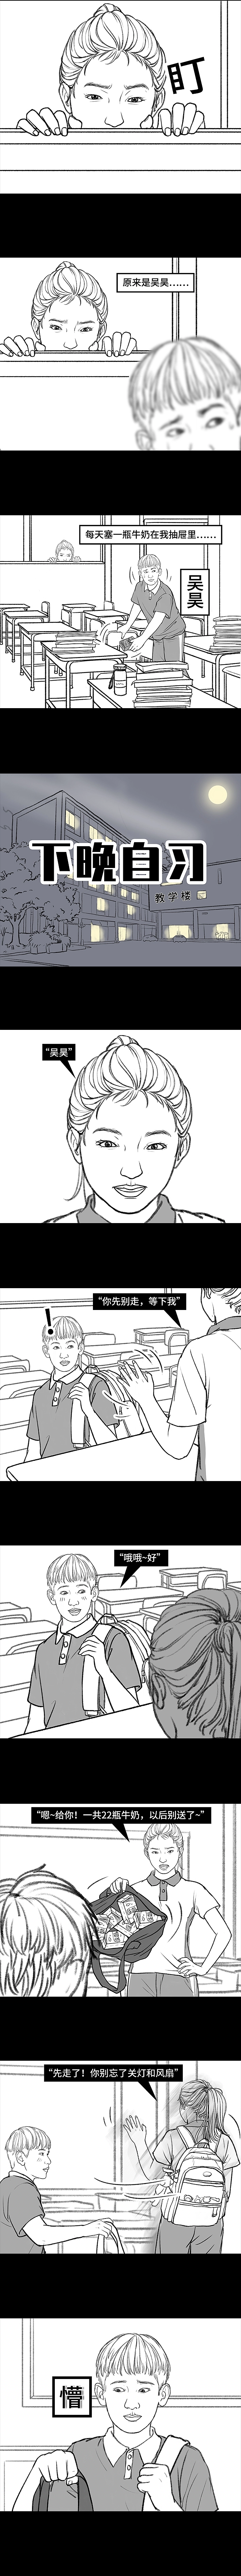 盯
原来是吴昊……
每天塞一瓶牛奶在我抽屉里……
吴昊
下晚自习
教学楼
“吴昊”
!
“你先别走，等下我”
“哦哦~好”
“嗯~给你！一共22瓶牛奶，以后别送了~”
“先走了！你别忘了关灯和风扇”
懵